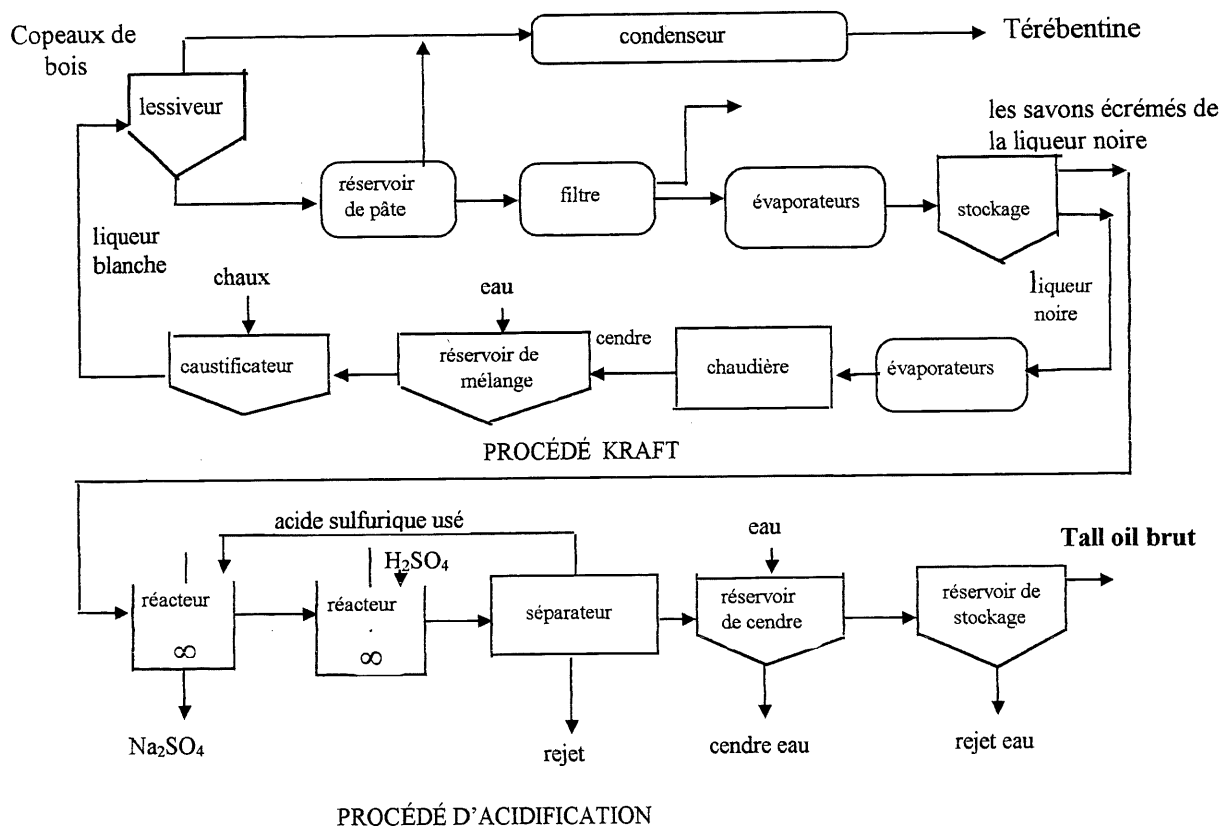 Copeaux de
bois
condenseur
Térébentine
lessiveur
les savons écrémés de
la liqueur noire
réservoir
de pâte
filtre
évaporateurs
stockage
liqueur
blanche
chaux
eau
liqueur
noire
caustificateur
réservoir de
mélange
cendre
chaudière
évaporateurs
PROCÉDÉ KRAFT
acide sulfurique usé
H₂SO₄
eau
Tall oil brut
réacteur
∞
réacteur
∞
séparateur
réservoir
de cendre
réservoir de
stockage
Na₂SO₄
rejet
cendre eau
rejet eau
PROCÉDÉ D'ACIDIFICATION